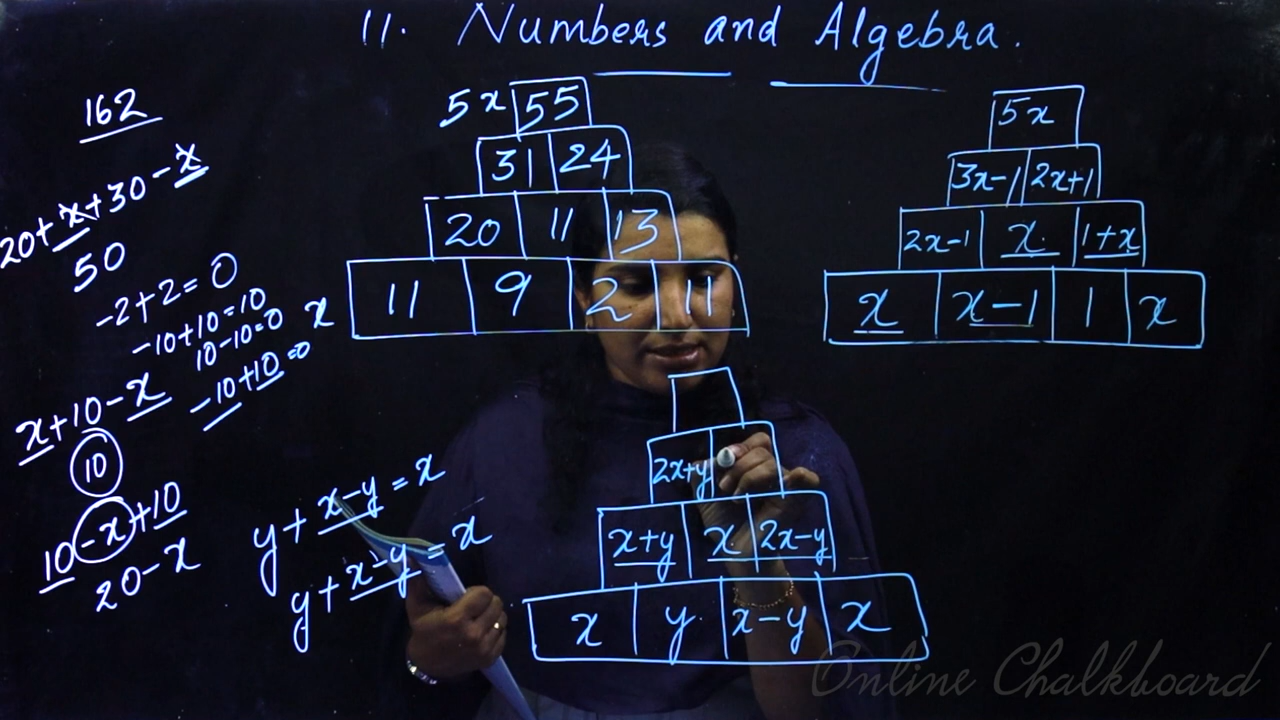 11. Numbers and Algebra.
162
20+x+30-x
50
-2+2=0
-10+10=10
10-10=0
-10+10=0
x+10-x
10
10-x+10
20-x
y+x-y=x
y+x-y=x
5x 55
31 24
20 11 13
x 11 9 2 11
5x
3x-1 2x+1
2x-1 x. 1+x
x x-1 1 x
2x+y
x+y x. 2x-y
x y. x-y x
Online Chalkboard